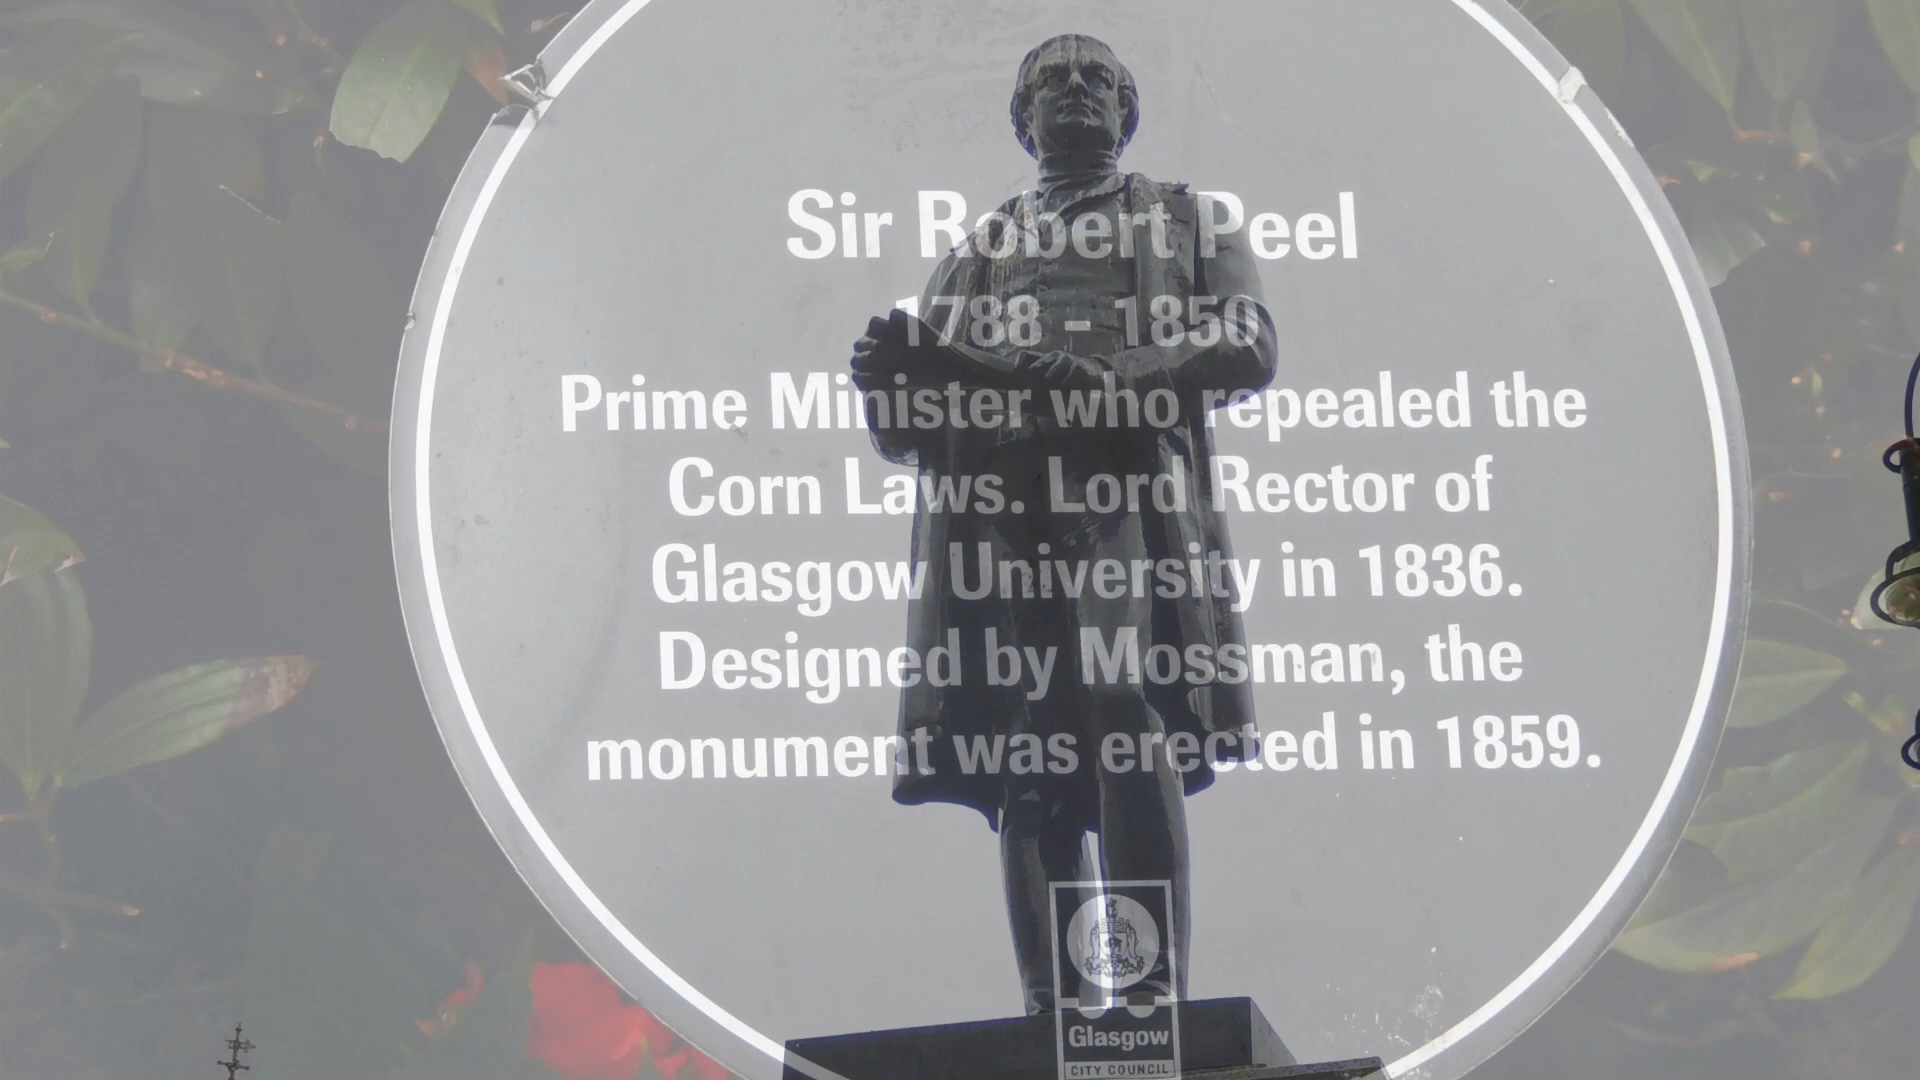 Sir Robert Peel
1788 - 1850
Prime Minister who repealed the
Corn Laws. Lord Rector of
Glasgow University in 1836.
Designed by Mossman, the
monument was erected in 1859.
Glasgow
CITY COUNCIL